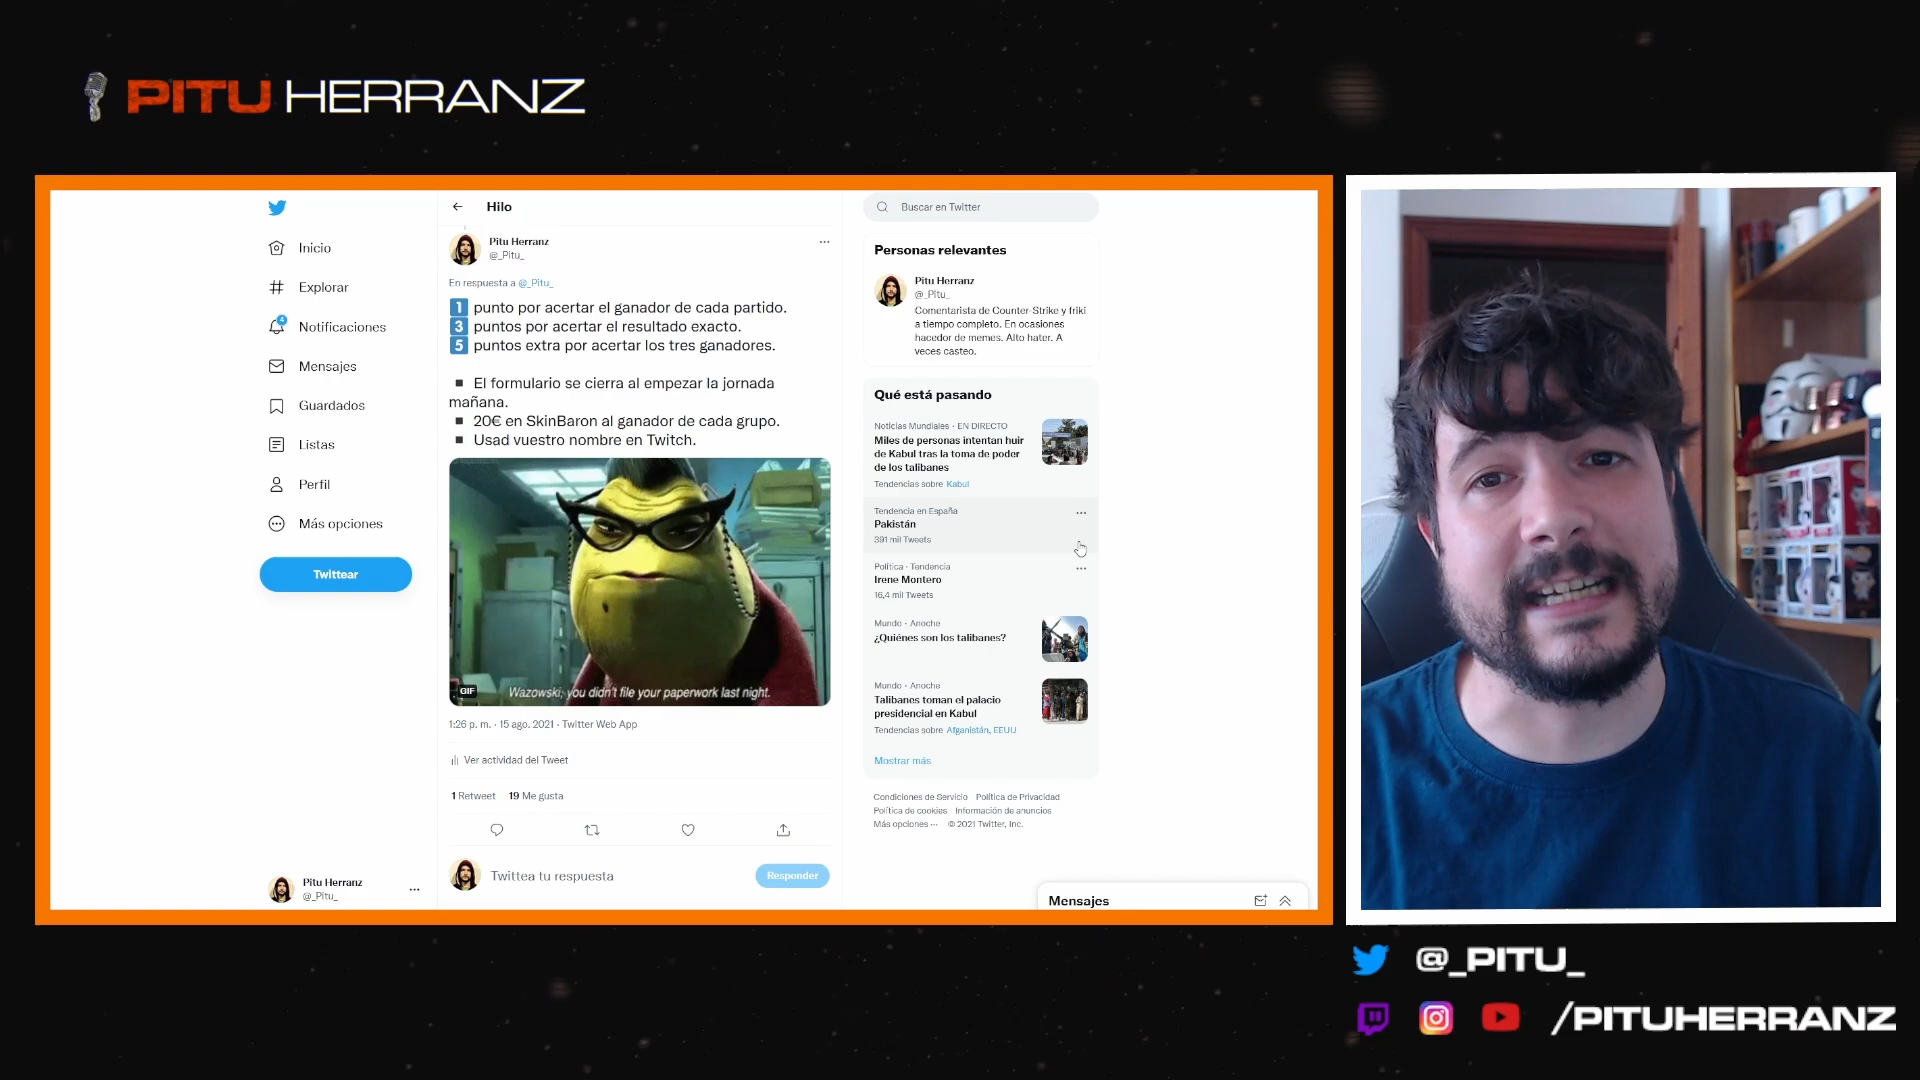 PITU HERRANZ
Inicio
Explorar
4
Notificaciones
Mensajes
Guardados
Listas
Perfil
Más opciones
Twittear
Pitu Herranz
@_Pitu_
Hilo
Pitu Herranz
@_Pitu_
En respuesta a @_Pitu_
1 punto por acertar el ganador de cada partido.
3 puntos por acertar el resultado exacto.
5 puntos extra por acertar los tres ganadores.
El formulario se cierra al empezar la jornada
mañana.
20€ en SkinBaron al ganador de cada grupo.
Usad vuestro nombre en Twitch.
GIF
Wazowski, you didn't file your paperwork last night.
1:26 p. m. · 15 ago. 2021 · Twitter Web App
Ver actividad del Tweet
1 Retweet 19 Me gusta
Twittea tu respuesta
Responder
Buscar en Twitter
Personas relevantes
Pitu Herranz
@_Pitu_
Comentarista de Counter-Strike y friki
a tiempo completo. En ocasiones
hacedor de memes. Alto hater. A
veces casteo.
Qué está pasando
Noticias Mundiales · EN DIRECTO
Miles de personas intentan huir
de Kabul tras la toma de poder
de los talibanes
Tendencias sobre Kabul
Tendencia en España
Pakistán
391 mil Tweets
Política · Tendencia
Irene Montero
16,4 mil Tweets
Mundo · Anoche
¿Quiénes son los talibanes?
Mundo · Anoche
Talibanes toman el palacio
presidencial en Kabul
Tendencias sobre Afganistán, EEUU
Mostrar más
Condiciones de Servicio Política de Privacidad
Política de cookies Información de anuncios
Más opciones ··· © 2021 Twitter, Inc.
Mensajes
@_PITU_
/PITUHERRANZ